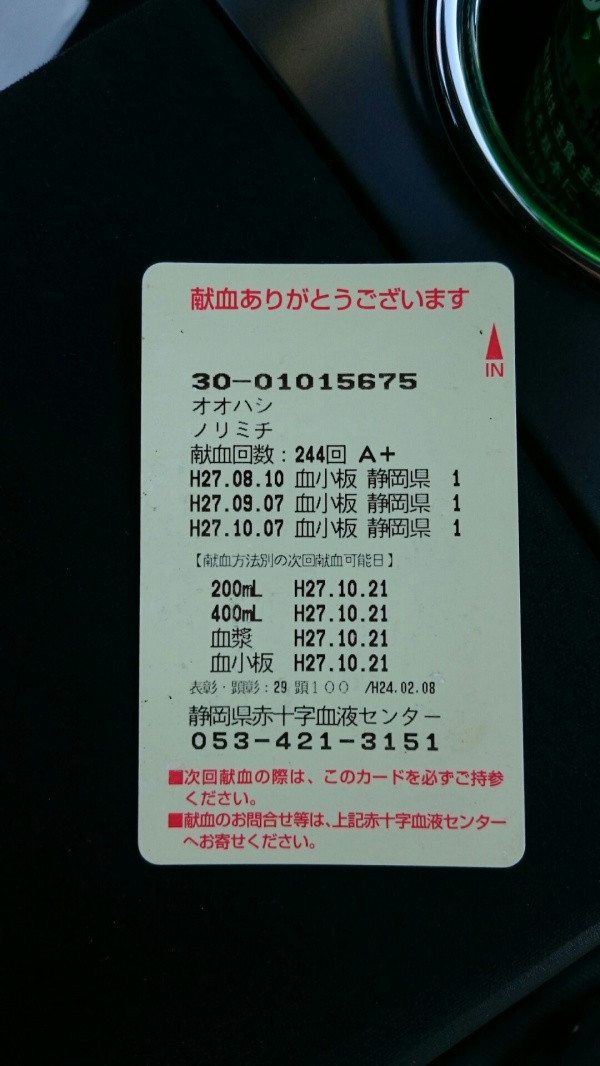 献血ありがとうございます
IN
30-01015675
オオハシ
ノリミチ
献血回数：244回 A+
H27.08.10 血小板 静岡県 1
H27.09.07 血小板 静岡県 1
H27.10.07 血小板 静岡県 1
【献血方法別の次回献血可能日】
200mL H27.10.21
400mL H27.10.21
血漿 H27.10.21
血小板 H27.10.21
表彰・顕彰：29 顕100 /H24.02.08
静岡県赤十字血液センター
053-421-3151
■次回献血の際は、このカードを必ずご持参
ください。
■献血のお問合せ等は、上記赤十字血液センター
へお寄せください。